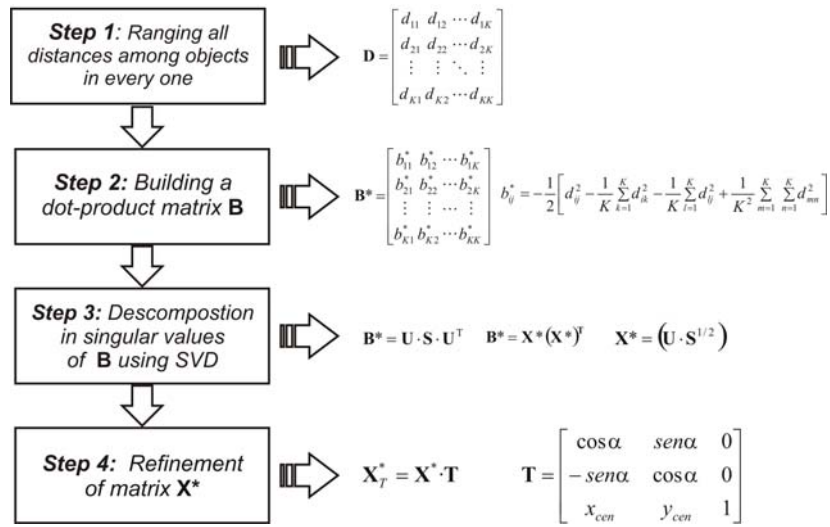 Step 1: Ranging all
distances among objects
in every one
D = [d₁₁ d₁₂ ⋯ d₁K
d₂₁ d₂₂ ⋯ d₂K
⋮ ⋮ ⋱ ⋮
dK1 dK2 ⋯ dKK]
Step 2: Building a
dot-product matrix B
B* = [b*₁₁ b*₁₂ ⋯ b*₁K
b*₂₁ b*₂₂ ⋯ b*₂K
⋮ ⋮ ⋯ ⋮
b*K1 b*K2 ⋯ b*KK]
b*ij = −1/2 [d²ij − 1/K ∑(k=1..K) d²ik − 1/K ∑(l=1..K) d²lj + 1/K² ∑(m=1..K) ∑(n=1..K) d²mn]
Step 3: Descompostion
in singular values
of B using SVD
B* = U · S · Uᵀ B* = X*(X*)ᵀ X* = (U · S^1/2)
Step 4: Refinement
of matrix X*
X*T = X* · T
T = [cosα senα 0
−senα cosα 0
xcen ycen 1]